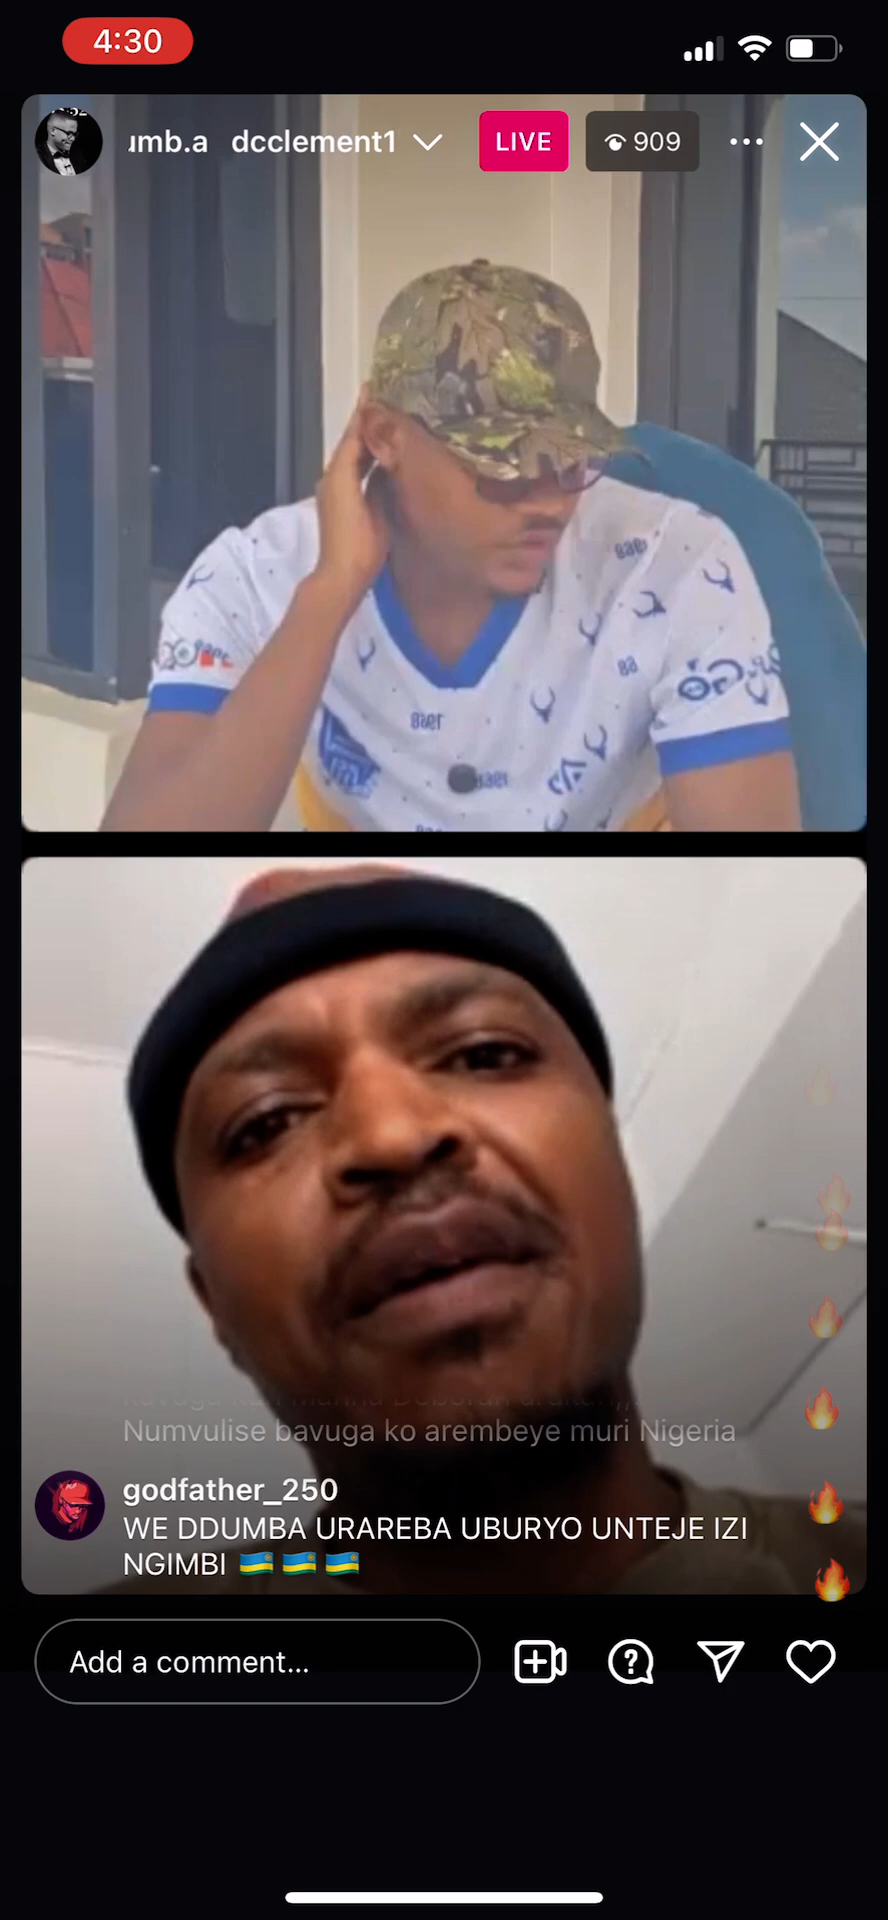 4:30
umb.a dcclement1
LIVE
909
Numvulise bavuga ko arembeye muri Nigeria
godfather_250
WE DDUMBA URAREBA UBURYO UNTEJE IZI
NGIMBI 🇷🇼 🇷🇼 🇷🇼
Add a comment...